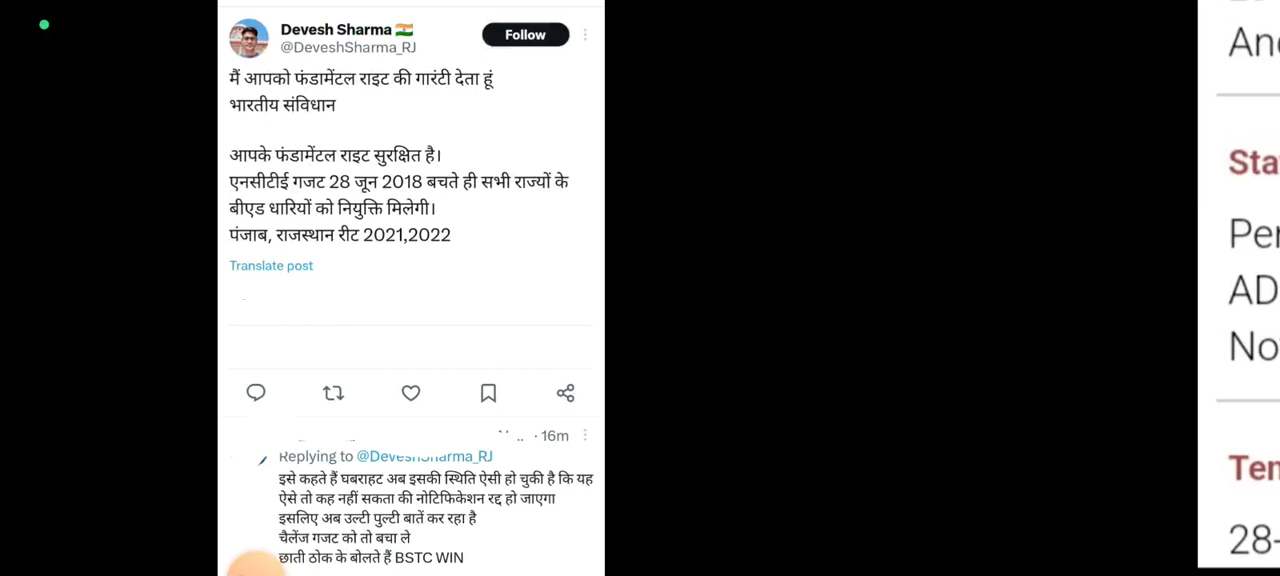 Devesh Sharma 🇮🇳
Follow
@DeveshSharma_RJ
मैं आपको फंडामेंटल राइट की गारंटी देता हूं
भारतीय संविधान
आपके फंडामेंटल राइट सुरक्षित है।
एनसीटीई गजट 28 जून 2018 बचते ही सभी राज्यों के
बीएड धारियों को नियुक्ति मिलेगी।
पंजाब, राजस्थान रीट 2021,2022
Translate post
· 16m
Replying to @DeveshSharma_RJ
इसे कहते हैं घबराहट अब इसकी स्थिति ऐसी हो चुकी है कि यह
ऐसे तो कह नहीं सकता की नोटिफिकेशन रद्द हो जाएगा
इसलिए अब उल्टी पुल्टी बातें कर रहा है
चैलेंज गजट को तो बचा ले
छाती ठोक के बोलते हैं BSTC WIN
Sta
AD
No
28-